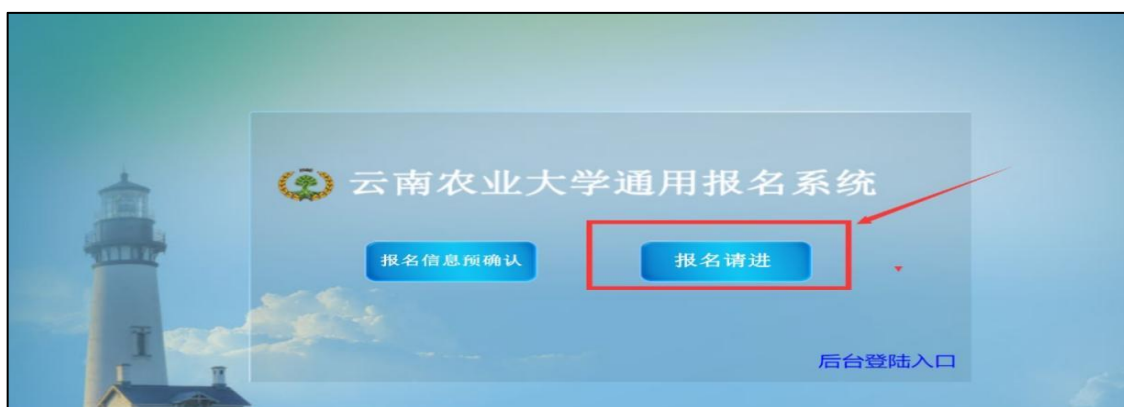 云南农业大学通用报名系统
报名信息预确认
报名请进
后台登陆入口